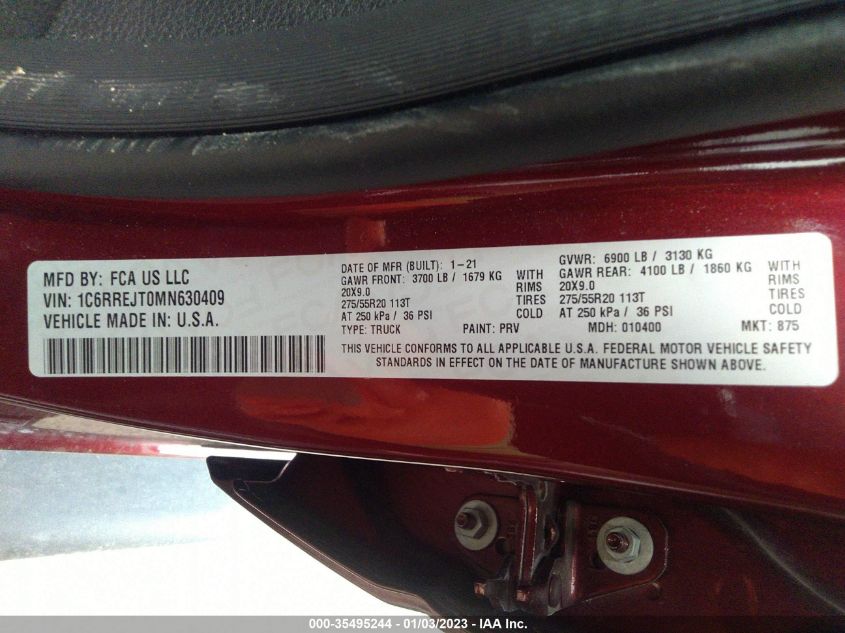 MFD BY: FCA US LLC
VIN: 1C6RREJT0MN630409
VEHICLE MADE IN: U.S.A.
DATE OF MFR (BUILT): 1-21
GAWR FRONT: 3700 LB / 1679 KG
20X9.0
275/55R20 113T
AT 250 kPa / 36 PSI
TYPE: TRUCK PAINT: PRV
WITH
RIMS
TIRES
COLD
GVWR: 6900 LB / 3130 KG
GAWR REAR: 4100 LB / 1860 KG
20X9.0
275/55R20 113T
AT 250 kPa / 36 PSI
MDH: 010400 MKT: 875
WITH
RIMS
TIRES
COLD
THIS VEHICLE CONFORMS TO ALL APPLICABLE U.S.A. FEDERAL MOTOR VEHICLE SAFETY
STANDARDS IN EFFECT ON THE DATE OF MANUFACTURE SHOWN ABOVE.
000-35495244 - 01/03/2023 - IAA Inc.